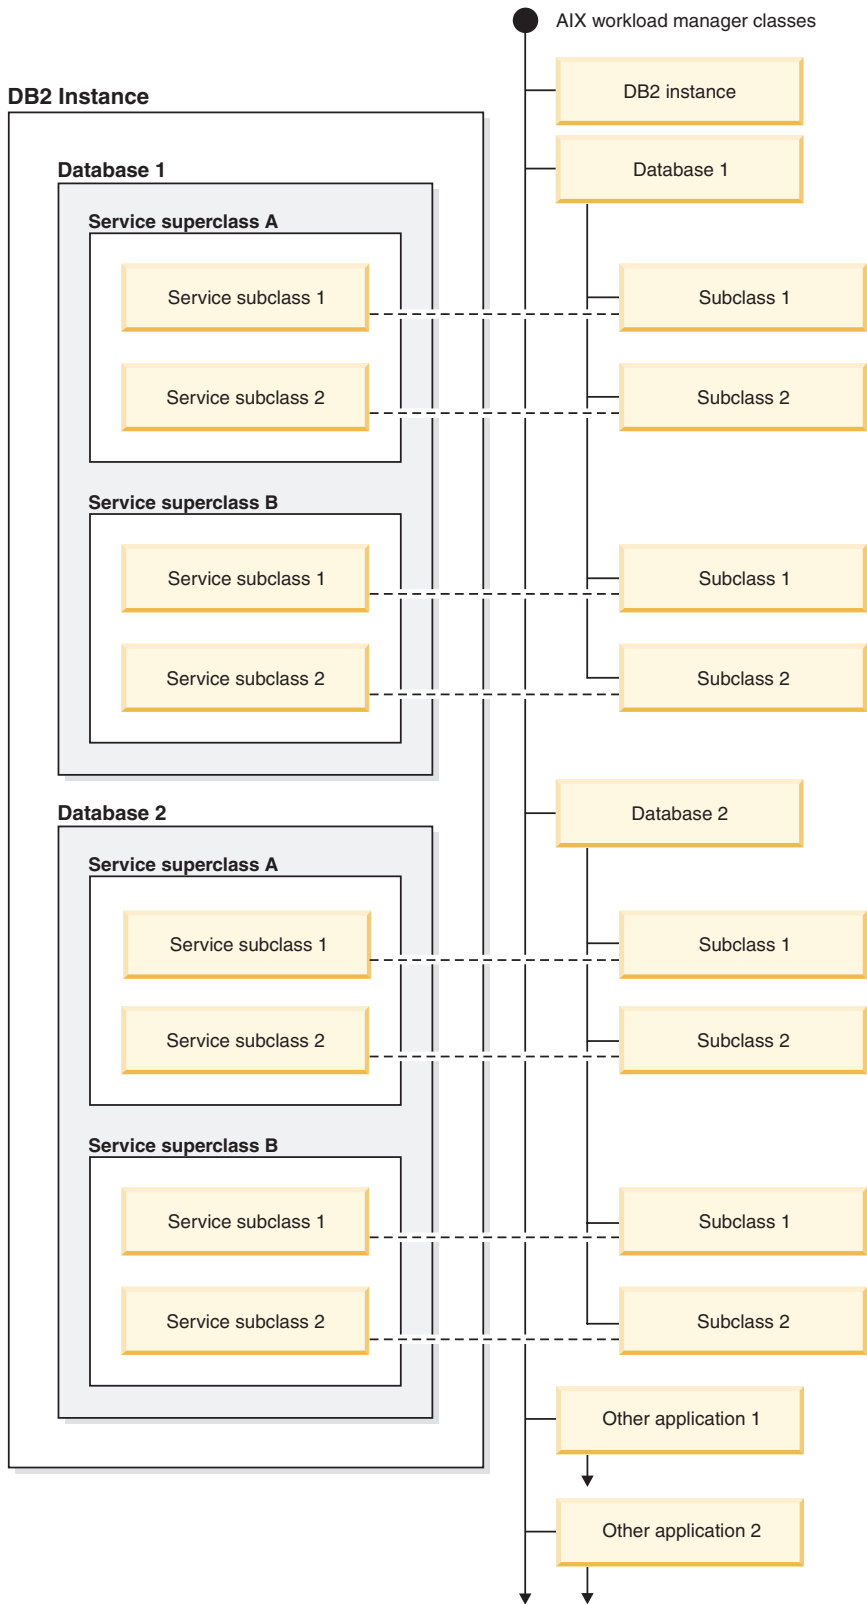 AIX workload manager classes
DB2 Instance
DB2 instance
Database 1
Database 1
Service superclass A
Service subclass 1
Subclass 1
Service subclass 2
Subclass 2
Service superclass B
Service subclass 1
Subclass 1
Service subclass 2
Subclass 2
Database 2
Database 2
Service superclass A
Service subclass 1
Subclass 1
Service subclass 2
Subclass 2
Service superclass B
Service subclass 1
Subclass 1
Service subclass 2
Subclass 2
Other application 1
Other application 2